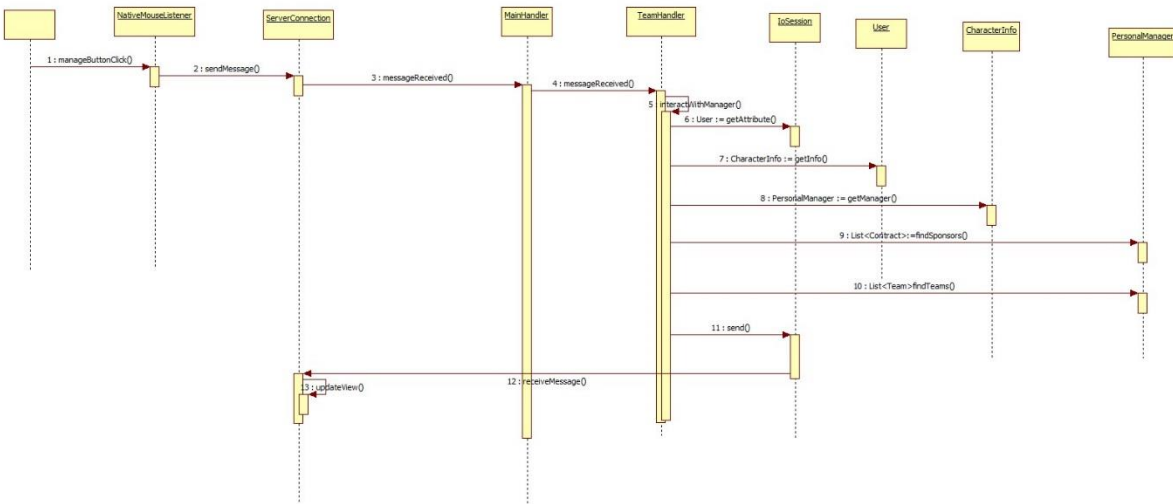 NativeMouseListener
ServerConnection
MainHandler
TeamHandler
IoSession
User
CharacterInfo
PersonalManager
1 : manageButtonClick()
2 : sendMessage()
3 : messageReceived()
4 : messageReceived()
5 : interactWithManager()
6 : User := getAttribute()
7 : CharacterInfo := getInfo()
8 : PersonalManager := getManager()
9 : List<Contract>:=findSponsors()
10 : List<Team>findTeams()
11 : send()
12 : receiveMessage()
13 : updateView()